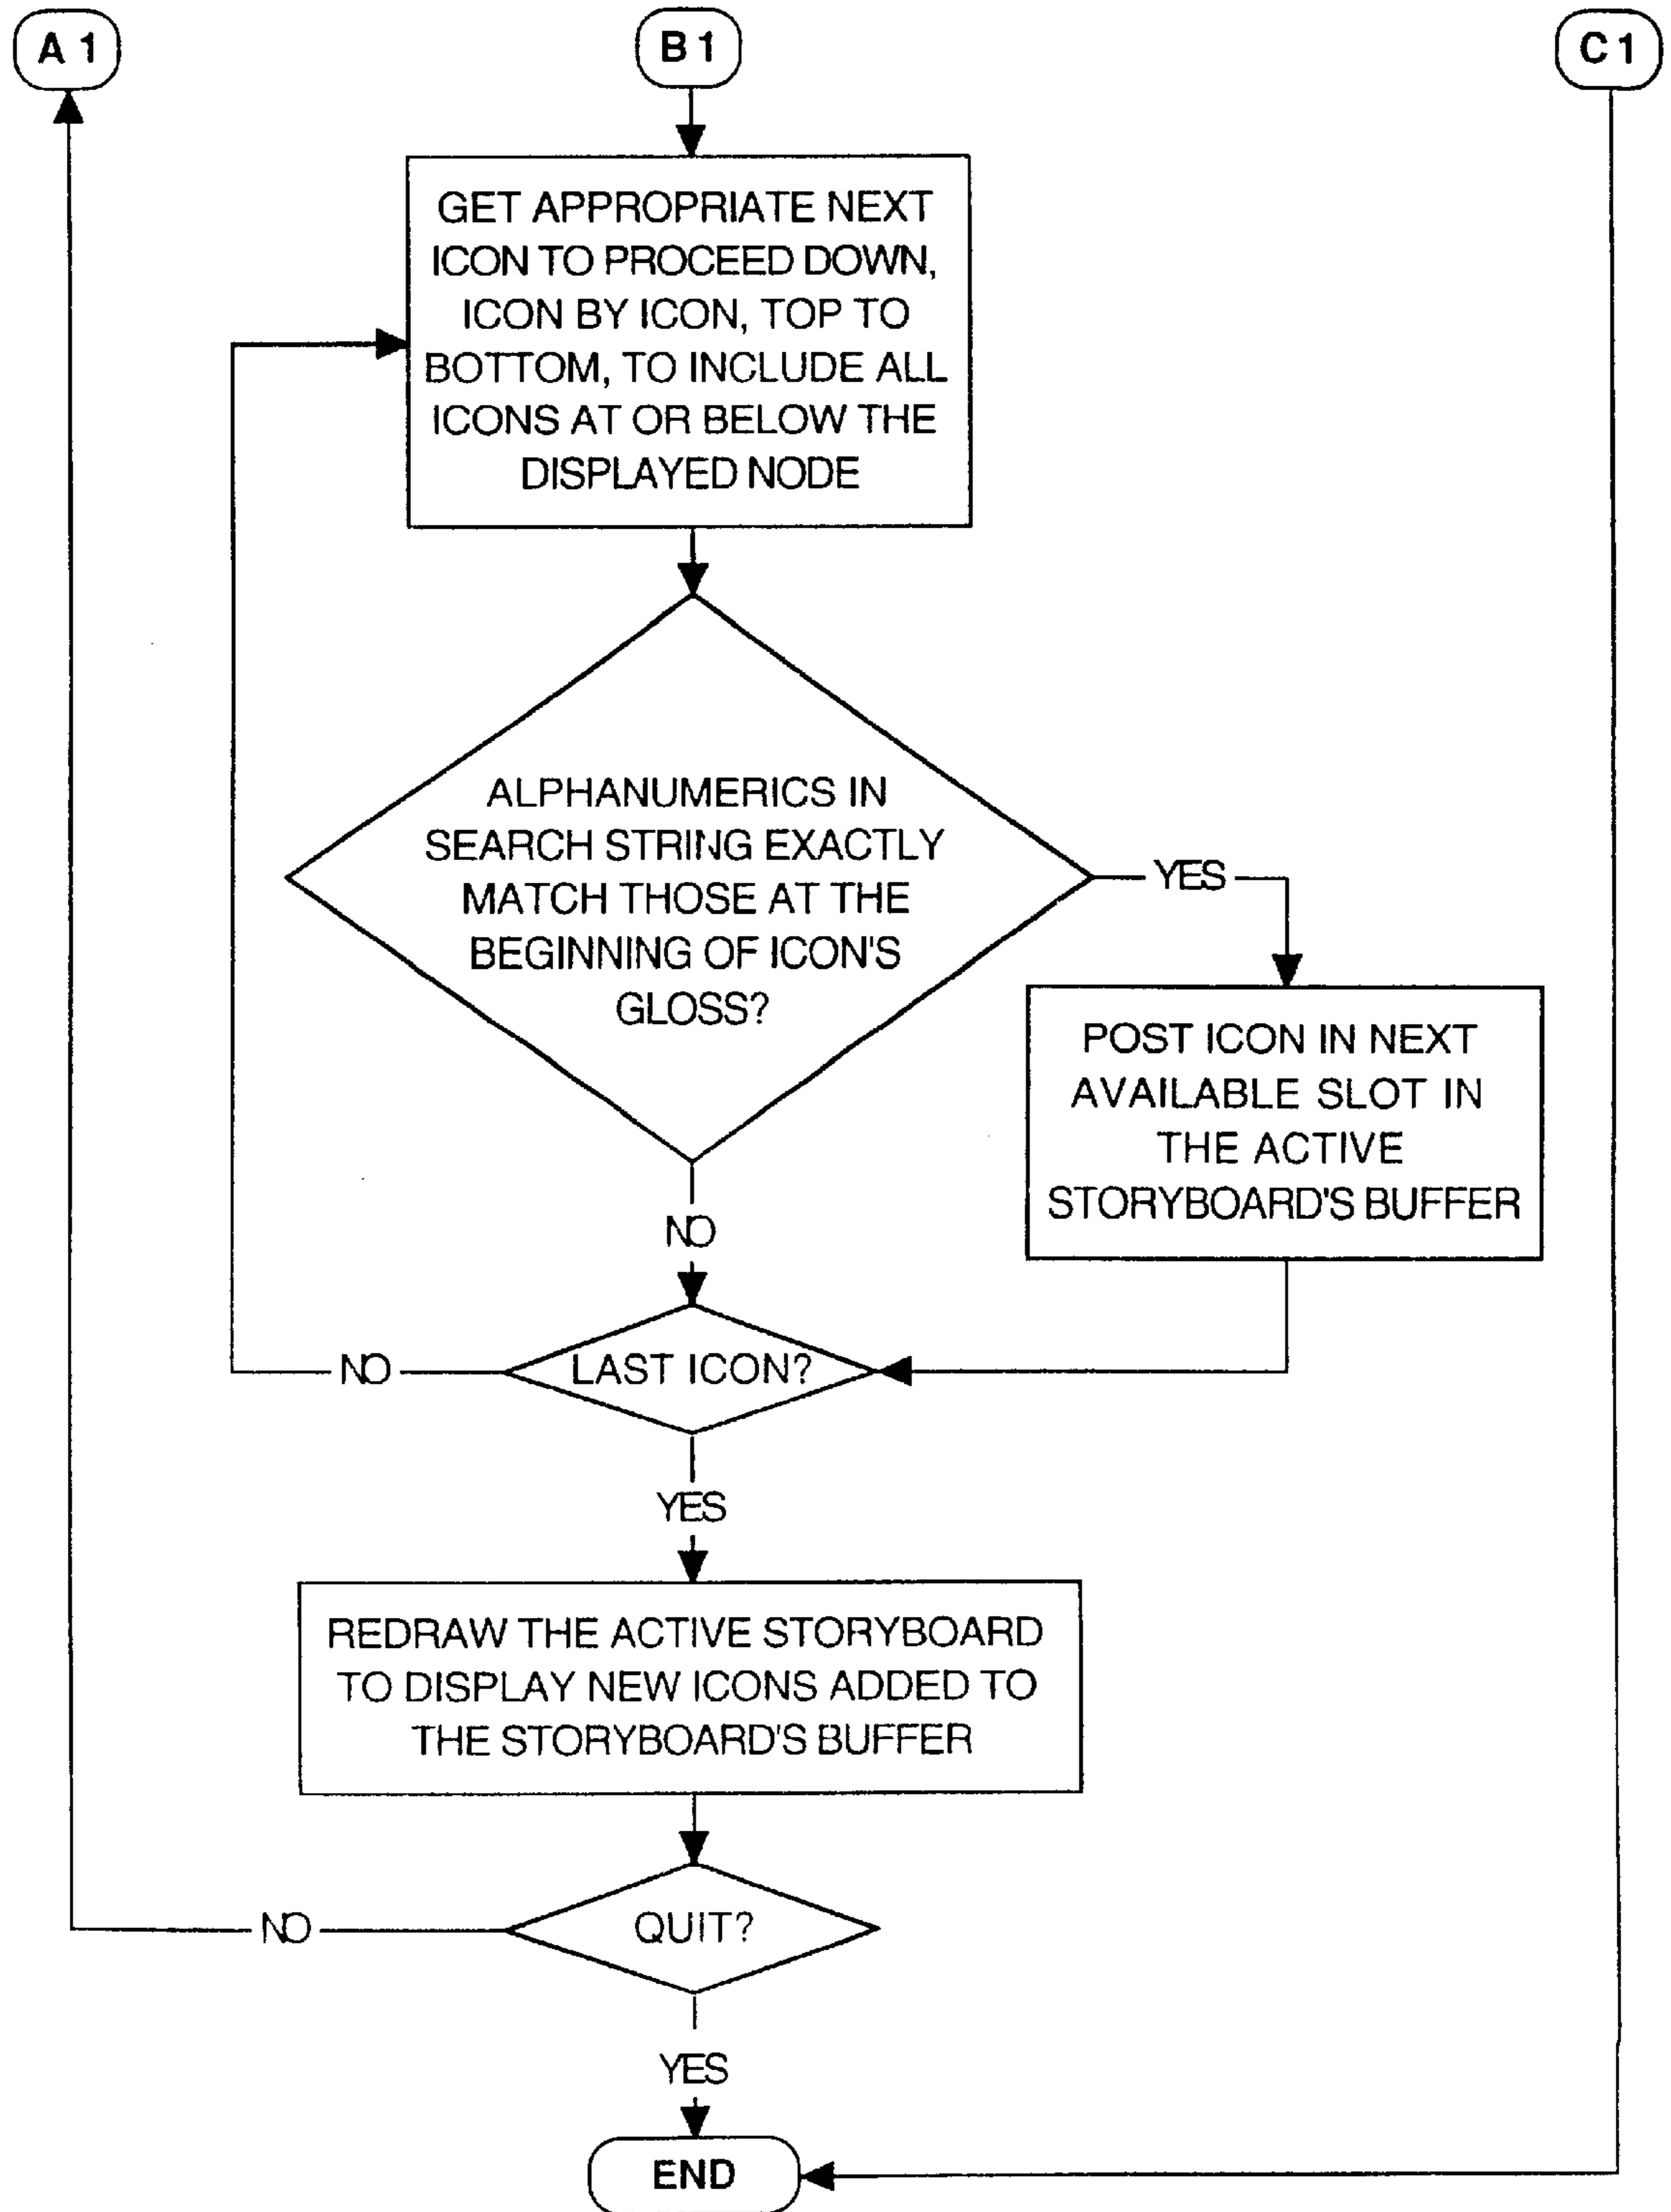 A 1
B 1
C 1
GET APPROPRIATE NEXT
ICON TO PROCEED DOWN,
ICON BY ICON, TOP TO
BOTTOM, TO INCLUDE ALL
ICONS AT OR BELOW THE
DISPLAYED NODE
ALPHANUMERICS IN
SEARCH STRING EXACTLY
MATCH THOSE AT THE
BEGINNING OF ICON'S
GLOSS?
YES
POST ICON IN NEXT
AVAILABLE SLOT IN
THE ACTIVE
STORYBOARD'S BUFFER
NO
LAST ICON?
NO
YES
REDRAW THE ACTIVE STORYBOARD
TO DISPLAY NEW ICONS ADDED TO
THE STORYBOARD'S BUFFER
QUIT?
NO
YES
END